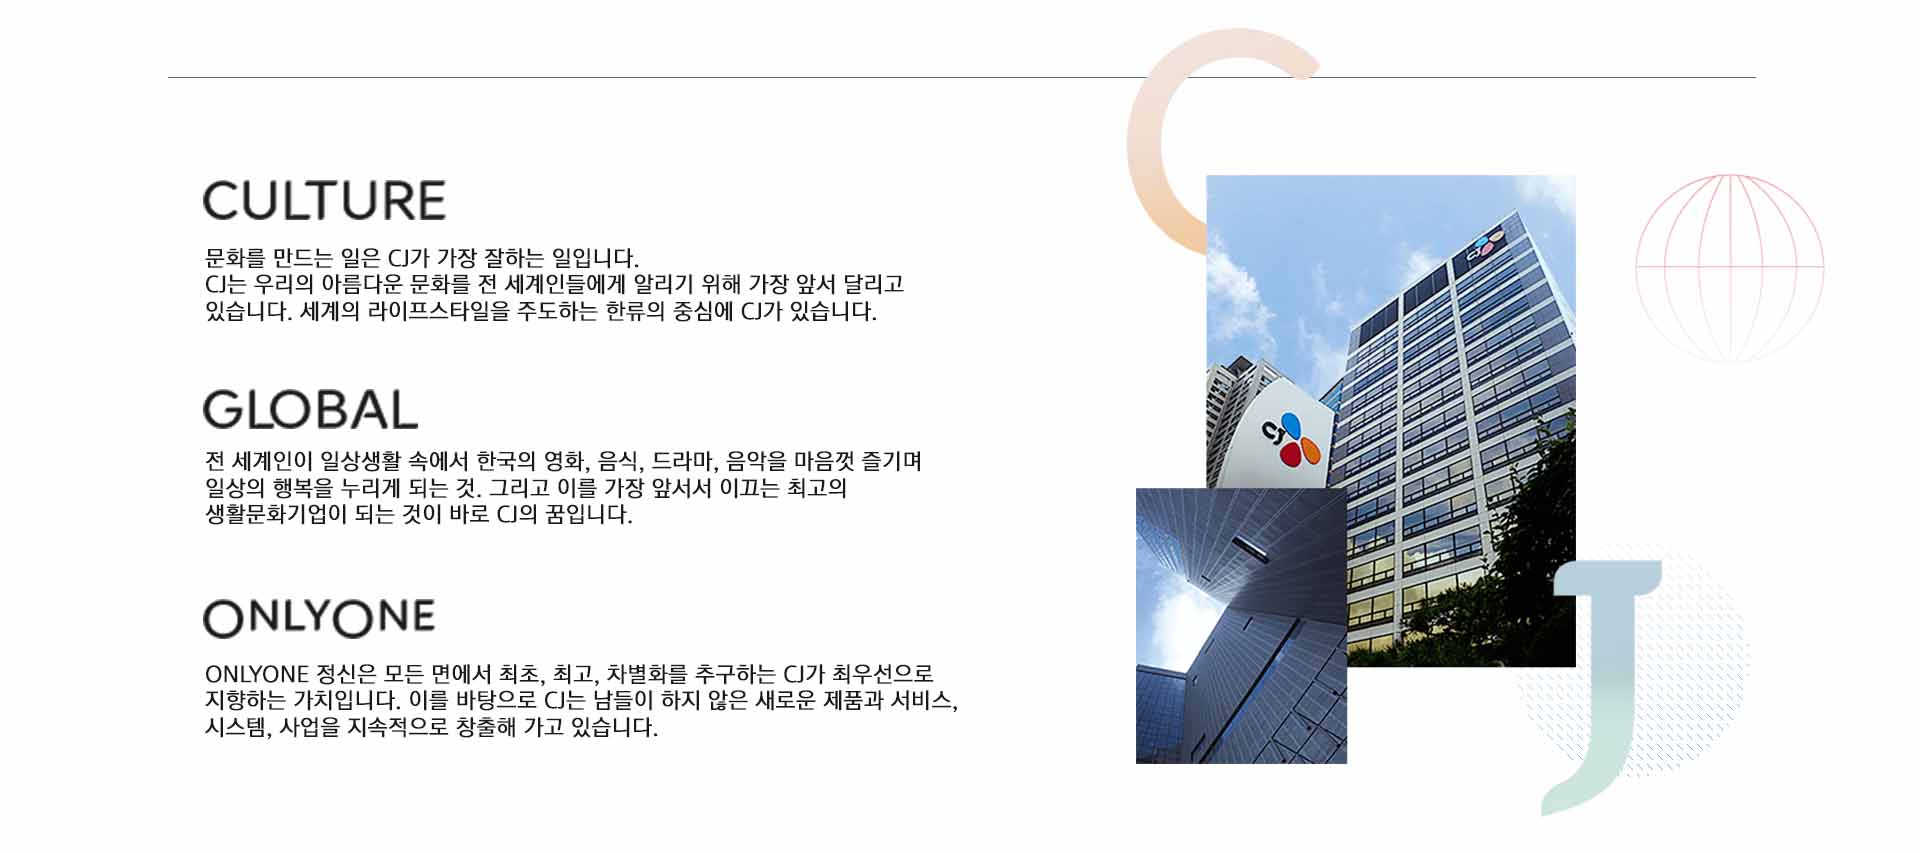 CULTURE
문화를 만드는 일은 CJ가 가장 잘하는 일입니다.
CJ는 우리의 아름다운 문화를 전 세계인들에게 알리기 위해 가장 앞서 달리고
있습니다. 세계의 라이프스타일을 주도하는 한류의 중심에 CJ가 있습니다.
GLOBAL
전 세계인이 일상생활 속에서 한국의 영화, 음식, 드라마, 음악을 마음껏 즐기며
일상의 행복을 누리게 되는 것. 그리고 이를 가장 앞서서 이끄는 최고의
생활문화기업이 되는 것이 바로 CJ의 꿈입니다.
ONLYONE
ONLYONE 정신은 모든 면에서 최초, 최고, 차별화를 추구하는 CJ가 최우선으로
지향하는 가치입니다. 이를 바탕으로 CJ는 남들이 하지 않은 새로운 제품과 서비스,
시스템, 사업을 지속적으로 창출해 가고 있습니다.
C
CJ
CJ
J